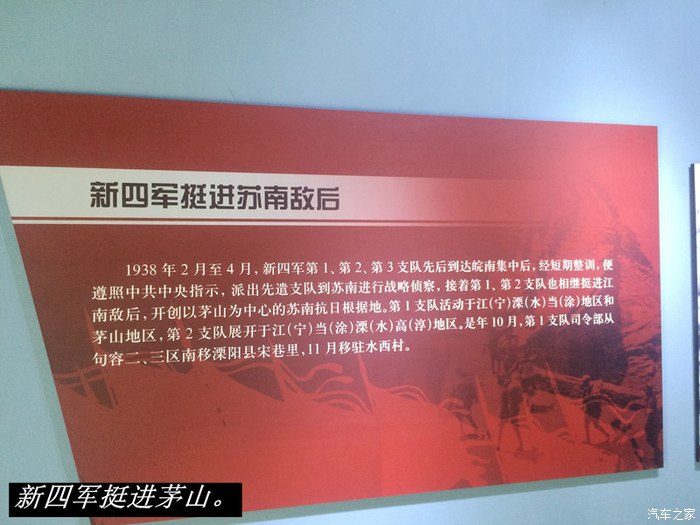 新四军挺进苏南敌后
1938 年 2 月至 4 月，新四军第 1、第 2、第 3 支队先后到达皖南集中后，经短期整训，便
遵照中共中央指示，派出先遣支队到苏南进行战略侦察，接着第 1、第 2 支队也相继挺进江
南敌后，开创以茅山为中心的苏南抗日根据地。第 1 支队活动于江(宁)溧(水)当(涂)地区和
茅山地区，第 2 支队展开于江(宁)当(涂)溧(水)高(淳)地区。是年 10 月，第 1 支队司令部从
句容二、三区南移溧阳县宋巷里，11 月移驻水西村。
新四军挺进茅山。
汽车之家